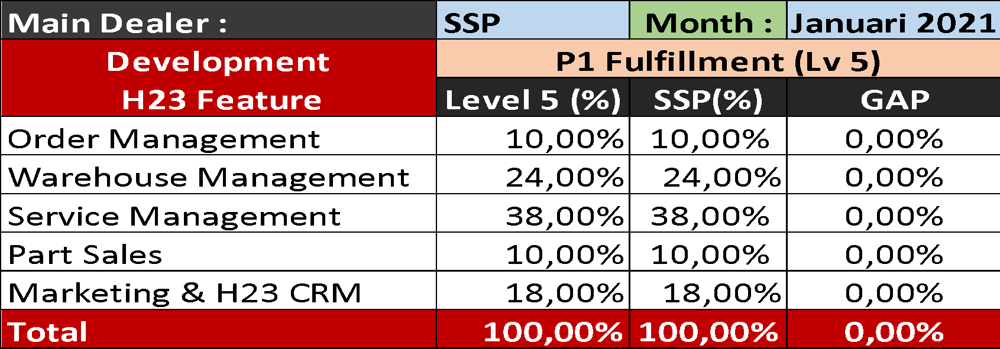 Main Dealer : SSP Month : Januari 2021
Development P1 Fulfillment (Lv 5)
H23 Feature Level 5 (%) SSP(%) GAP
Order Management 10,00% 10,00% 0,00%
Warehouse Management 24,00% 24,00% 0,00%
Service Management 38,00% 38,00% 0,00%
Part Sales 10,00% 10,00% 0,00%
Marketing & H23 CRM 18,00% 18,00% 0,00%
Total 100,00% 100,00% 0,00%